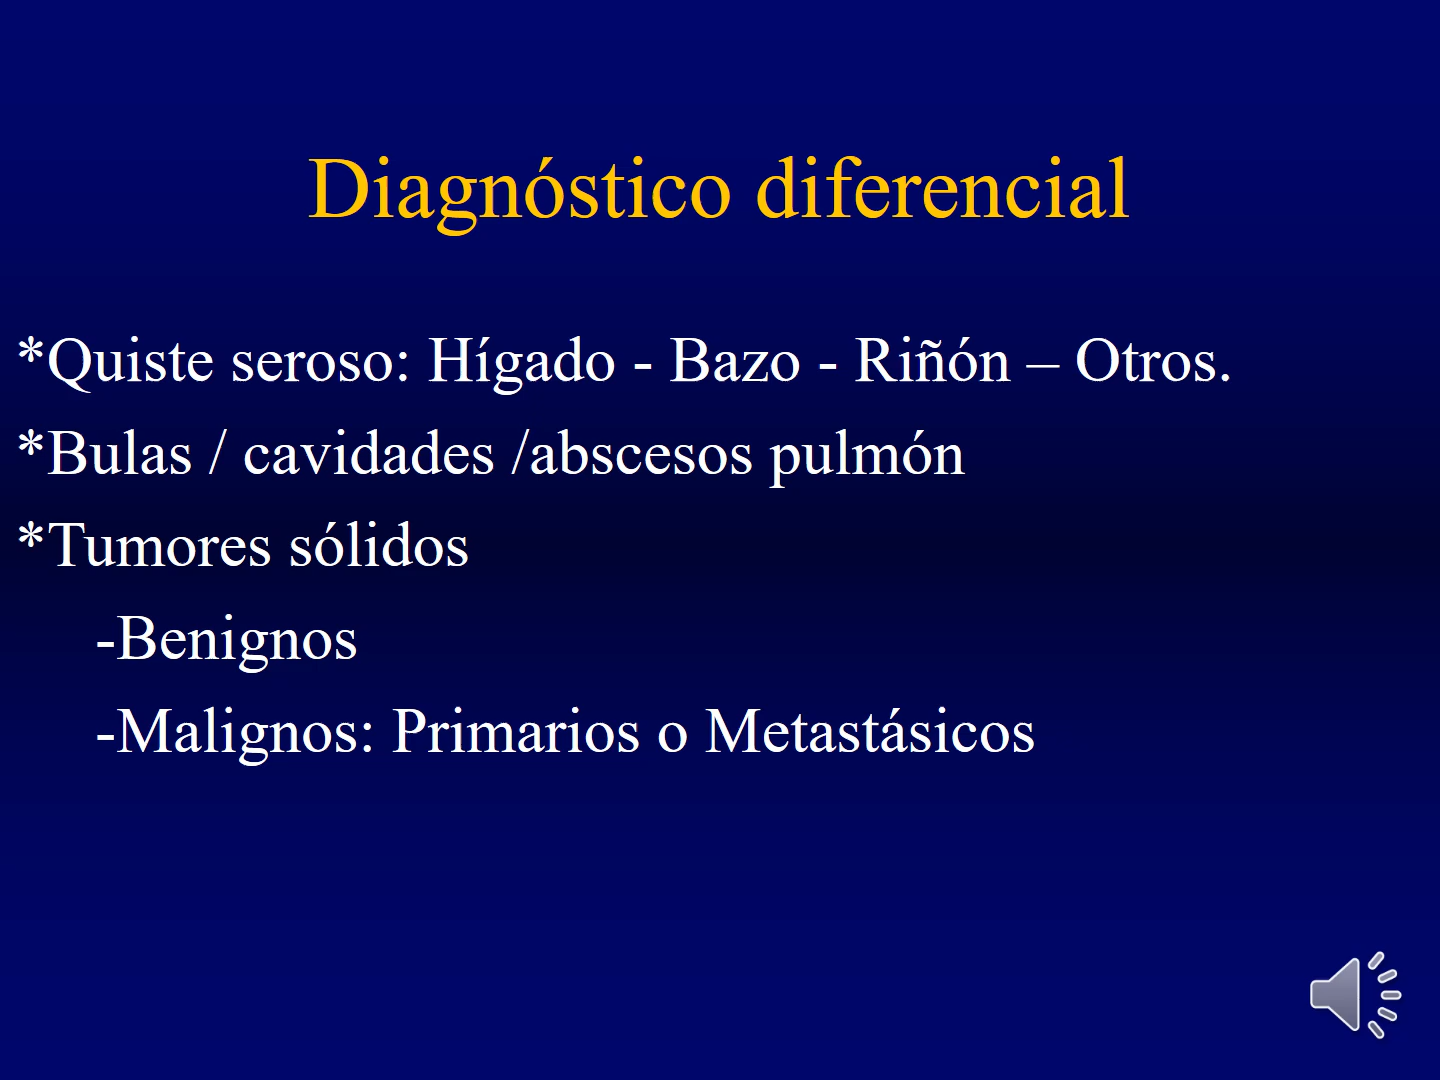 Diagnóstico diferencial
*Quiste seroso: Hígado - Bazo - Riñón – Otros.
*Bulas / cavidades /abscesos pulmón
*Tumores sólidos
-Benignos
-Malignos: Primarios o Metastásicos